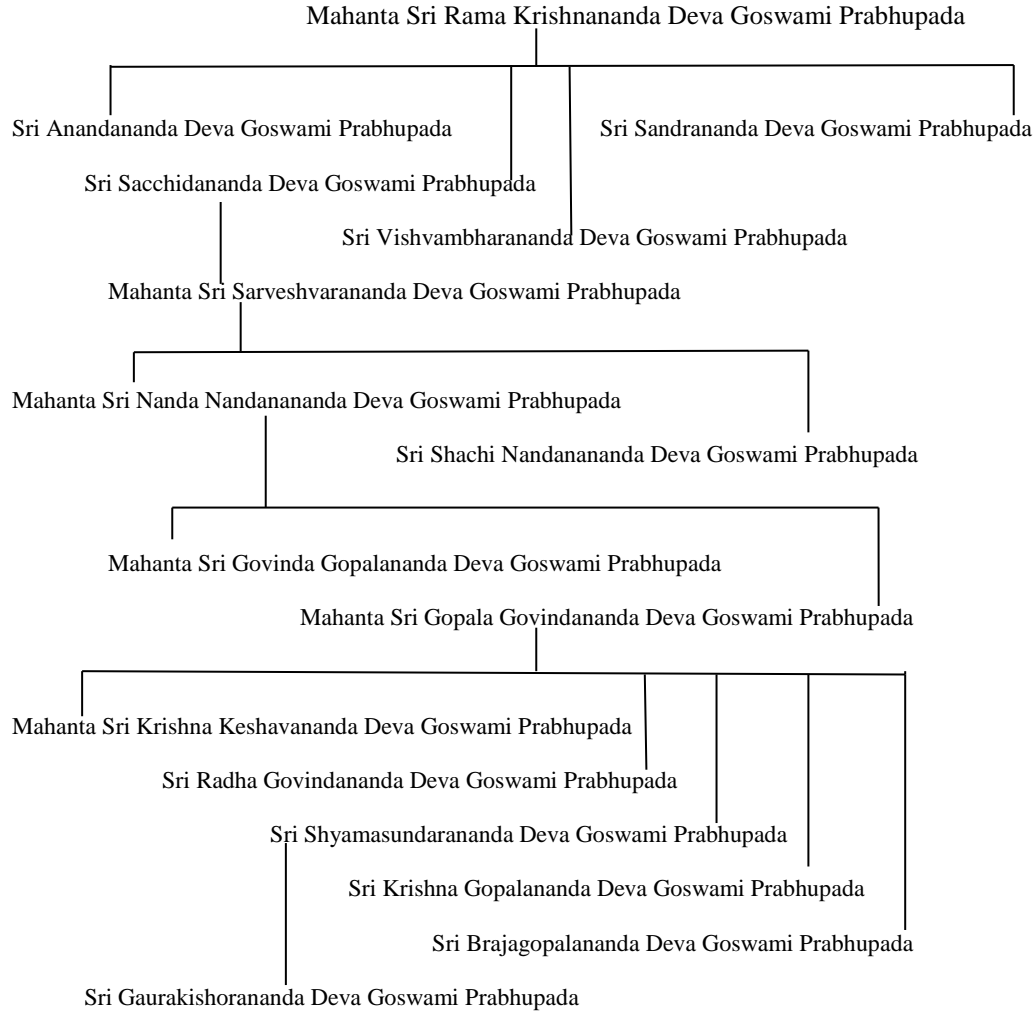 Mahanta Sri Rama Krishnananda Deva Goswami Prabhupada
Sri Anandananda Deva Goswami Prabhupada
Sri Sandrananda Deva Goswami Prabhupada
Sri Sacchidananda Deva Goswami Prabhupada
Sri Vishvambharananda Deva Goswami Prabhupada
Mahanta Sri Sarveshvarananda Deva Goswami Prabhupada
Mahanta Sri Nanda Nandanananda Deva Goswami Prabhupada
Sri Shachi Nandanananda Deva Goswami Prabhupada
Mahanta Sri Govinda Gopalananda Deva Goswami Prabhupada
Mahanta Sri Gopala Govindananda Deva Goswami Prabhupada
Mahanta Sri Krishna Keshavananda Deva Goswami Prabhupada
Sri Radha Govindananda Deva Goswami Prabhupada
Sri Shyamasundarananda Deva Goswami Prabhupada
Sri Krishna Gopalananda Deva Goswami Prabhupada
Sri Brajagopalananda Deva Goswami Prabhupada
Sri Gaurakishorananda Deva Goswami Prabhupada